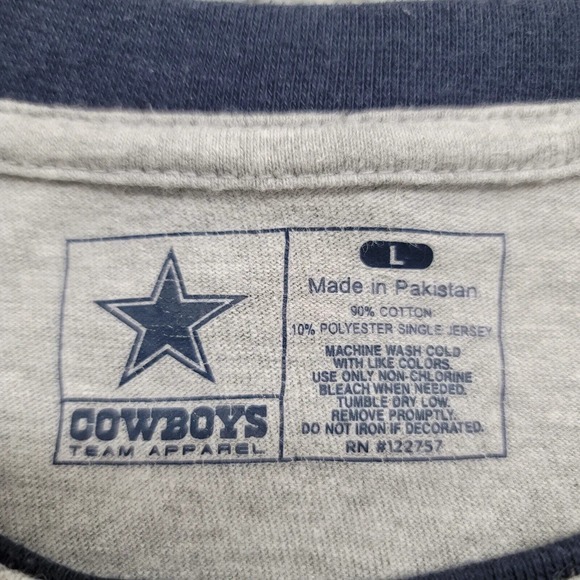 COWBOYS
TEAM APPAREL
L
Made in Pakistan
90% COTTON
10% POLYESTER SINGLE JERSEY
MACHINE WASH COLD
WITH LIKE COLORS.
USE ONLY NON-CHLORINE
BLEACH WHEN NEEDED.
TUMBLE DRY LOW.
REMOVE PROMPTLY.
DO NOT IRON IF DECORATED.
RN #122757